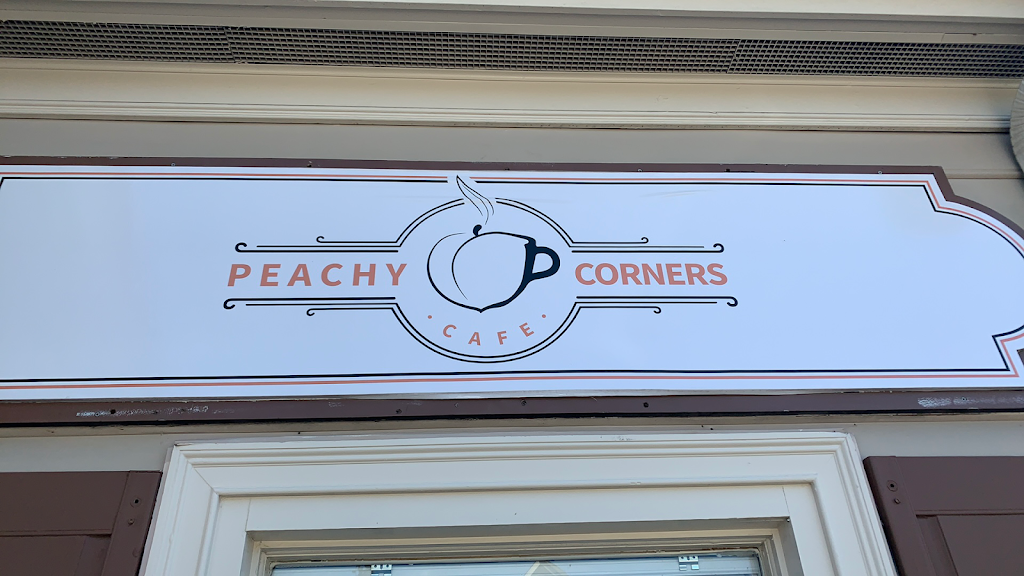 PEACHY CORNERS
· CAFE ·